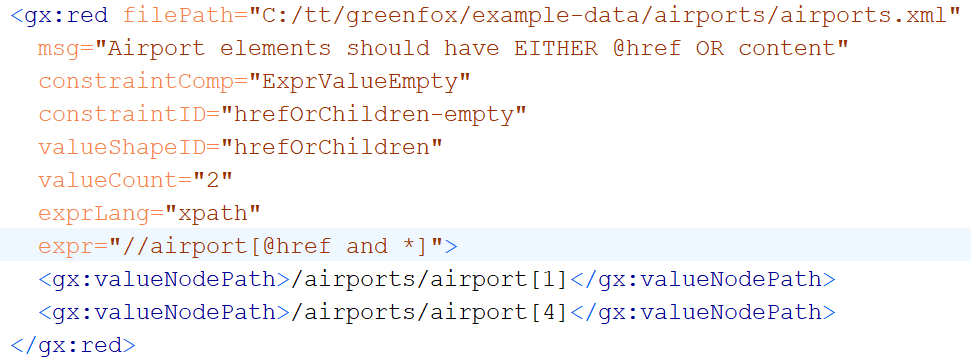 <gx:red filePath="C:/tt/greenfox/example-data/airports/airports.xml"
msg="Airport elements should have EITHER @href OR content"
constraintComp="ExprValueEmpty"
constraintID="hrefOrChildren-empty"
valueShapeID="hrefOrChildren"
valueCount="2"
exprLang="xpath"
expr="//airport[@href and *]">
<gx:valueNodePath>/airports/airport[1]</gx:valueNodePath>
<gx:valueNodePath>/airports/airport[4]</gx:valueNodePath>
</gx:red>